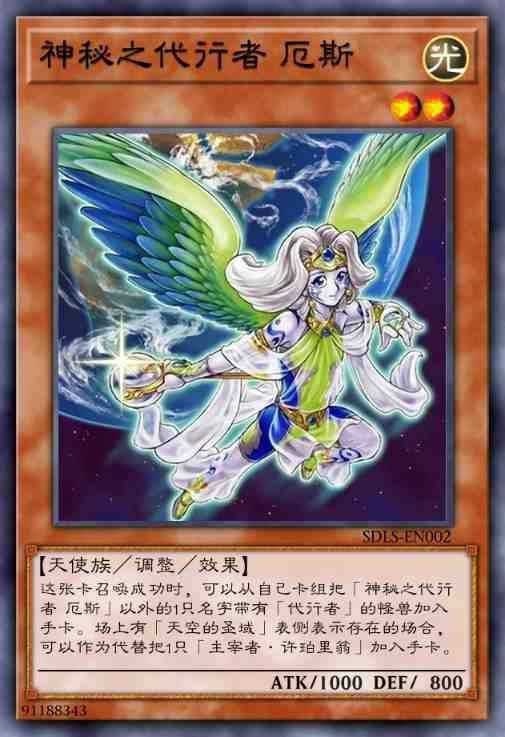 神秘之代行者 厄斯
光
SDLS-EN002
【天使族／调整／效果】
这张卡召唤成功时，可以从自己卡组把「神秘之代行
者 厄斯」以外的1只名字带有「代行者」的怪兽加入
手卡。场上有「天空的圣域」表侧表示存在的场合，
可以作为代替把1只「主宰者·许珀里翁」加入手卡。
ATK/1000 DEF/ 800
91188343